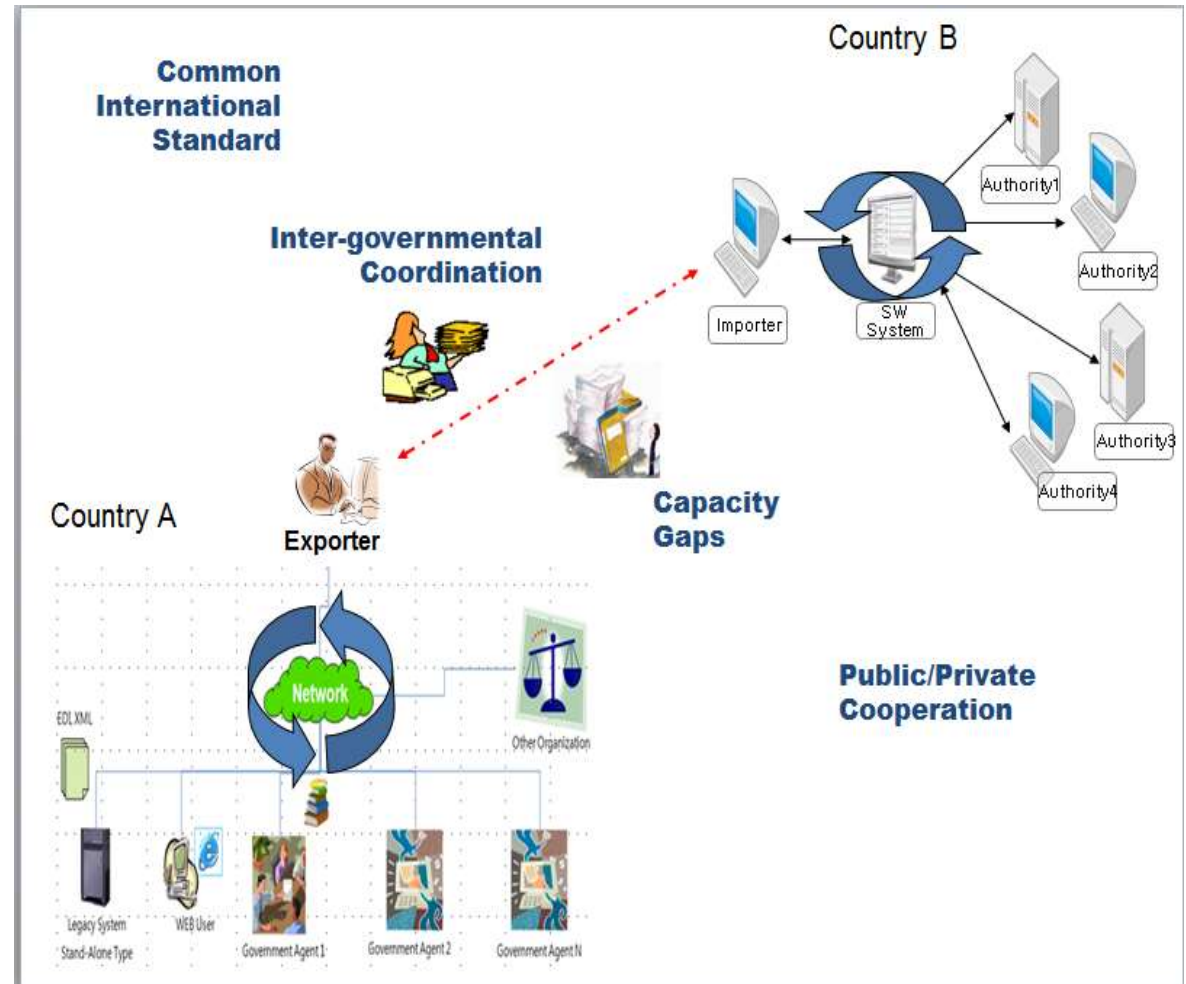 Country B
Common
International
Standard
Authority1
Inter-governmental
Coordination
Authority2
Importer
SW
System
Authority3
Authority4
Country A
Exporter
Capacity
Gaps
Network
Public/Private
Cooperation
EDI, XML
Other Organization
Legacy System
Stand-Alone Type
WEB User
Government Agent 1
Government Agent 2
Government Agent N